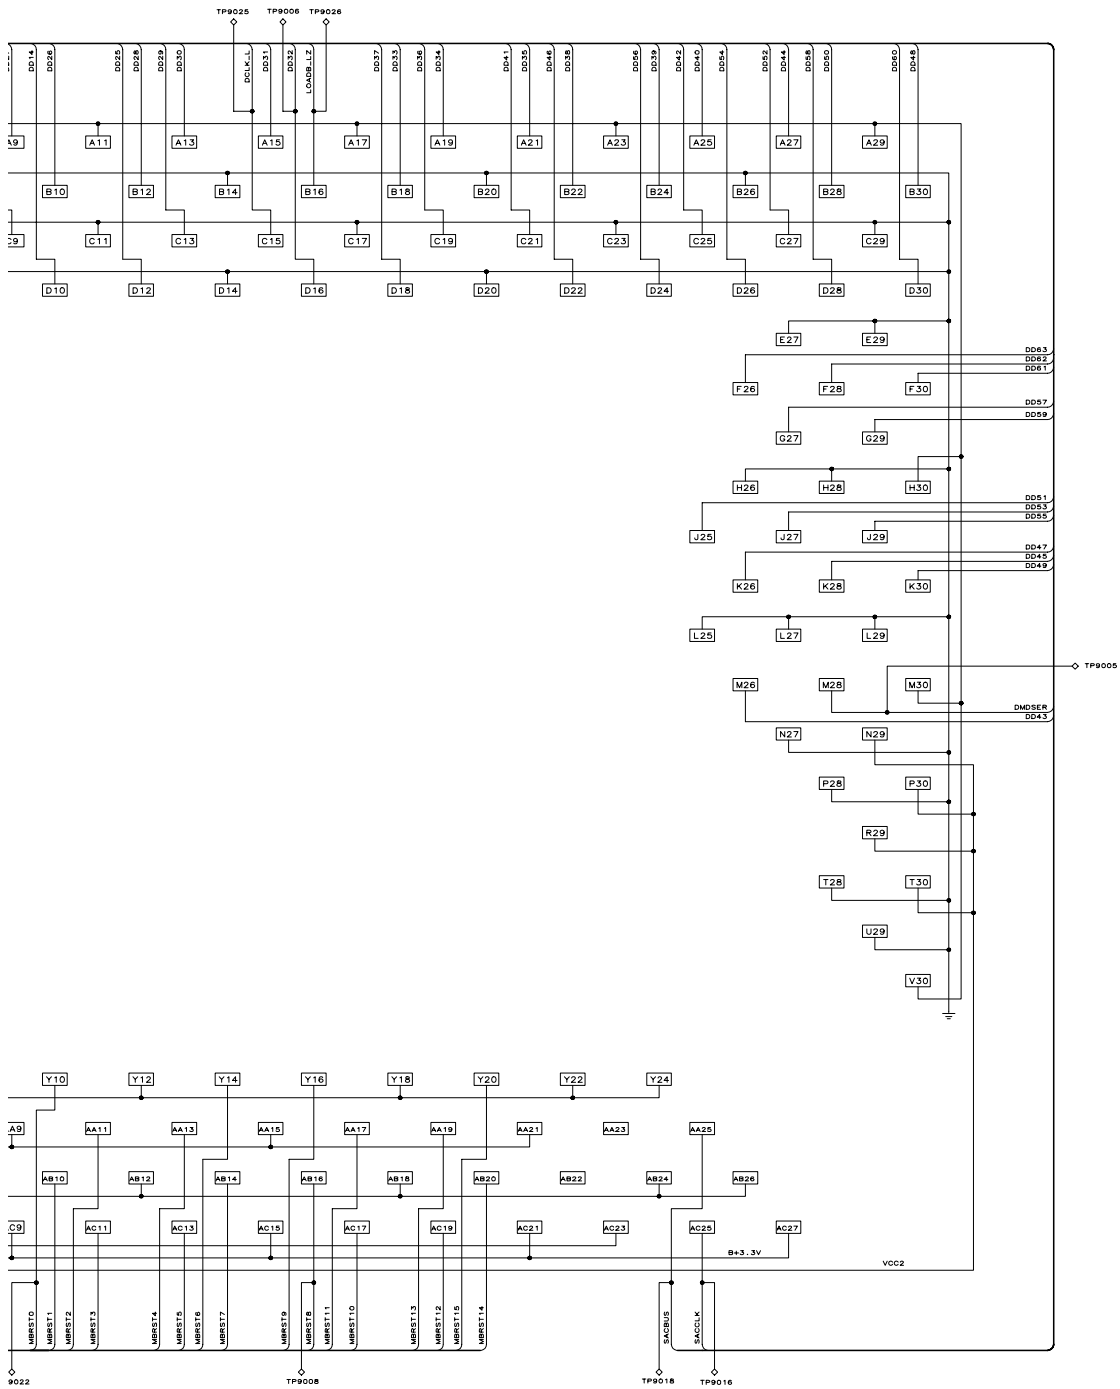 TP9025 TP9006 TP9026
DD14 DD26 DD25 DD28 DD29 DD30 DCLK_L DD31 DD32 LOADB_LZ DD37 DD33 DD36 DD34 DD41 DD35 DD46 DD38 DD56 DD39 DD42 DD40 DD54 DD52 DD44 DD58 DD50 DD60 DD48
A9 A11 A13 A15 A17 A19 A21 A23 A25 A27 A29
B10 B12 B14 B16 B18 B20 B22 B24 B26 B28 B30
C9 C11 C13 C15 C17 C19 C21 C23 C25 C27 C29
D10 D12 D14 D16 D18 D20 D22 D24 D26 D28 D30
E27 E29
DD63
DD62
DD61
F26 F28 F30
DD57
DD59
G27 G29
H26 H28 H30
DD51
DD53
DD55
J25 J27 J29
DD47
DD45
DD49
K26 K28 K30
L25 L27 L29
TP9005
M26 M28 M30
DMDSER
DD43
N27 N29
P28 P30
R29
T28 T30
U29
V30
Y10 Y12 Y14 Y16 Y18 Y20 Y22 Y24
A9 AA11 AA13 AA15 AA17 AA19 AA21 AA23 AA25
AB10 AB12 AB14 AB16 AB18 AB20 AB22 AB24 AB26
C9 AC11 AC13 AC15 AC17 AC19 AC21 AC23 AC25 AC27
B+3.3V
VCC2
MBRST0 MBRST1 MBRST2 MBRST3 MBRST4 MBRST5 MBRST6 MBRST7 MBRST9 MBRST8 MBRST11 MBRST10 MBRST13 MBRST12 MBRST15 MBRST14 SACBUS SACCLK
9022 TP9008 TP9018 TP9016